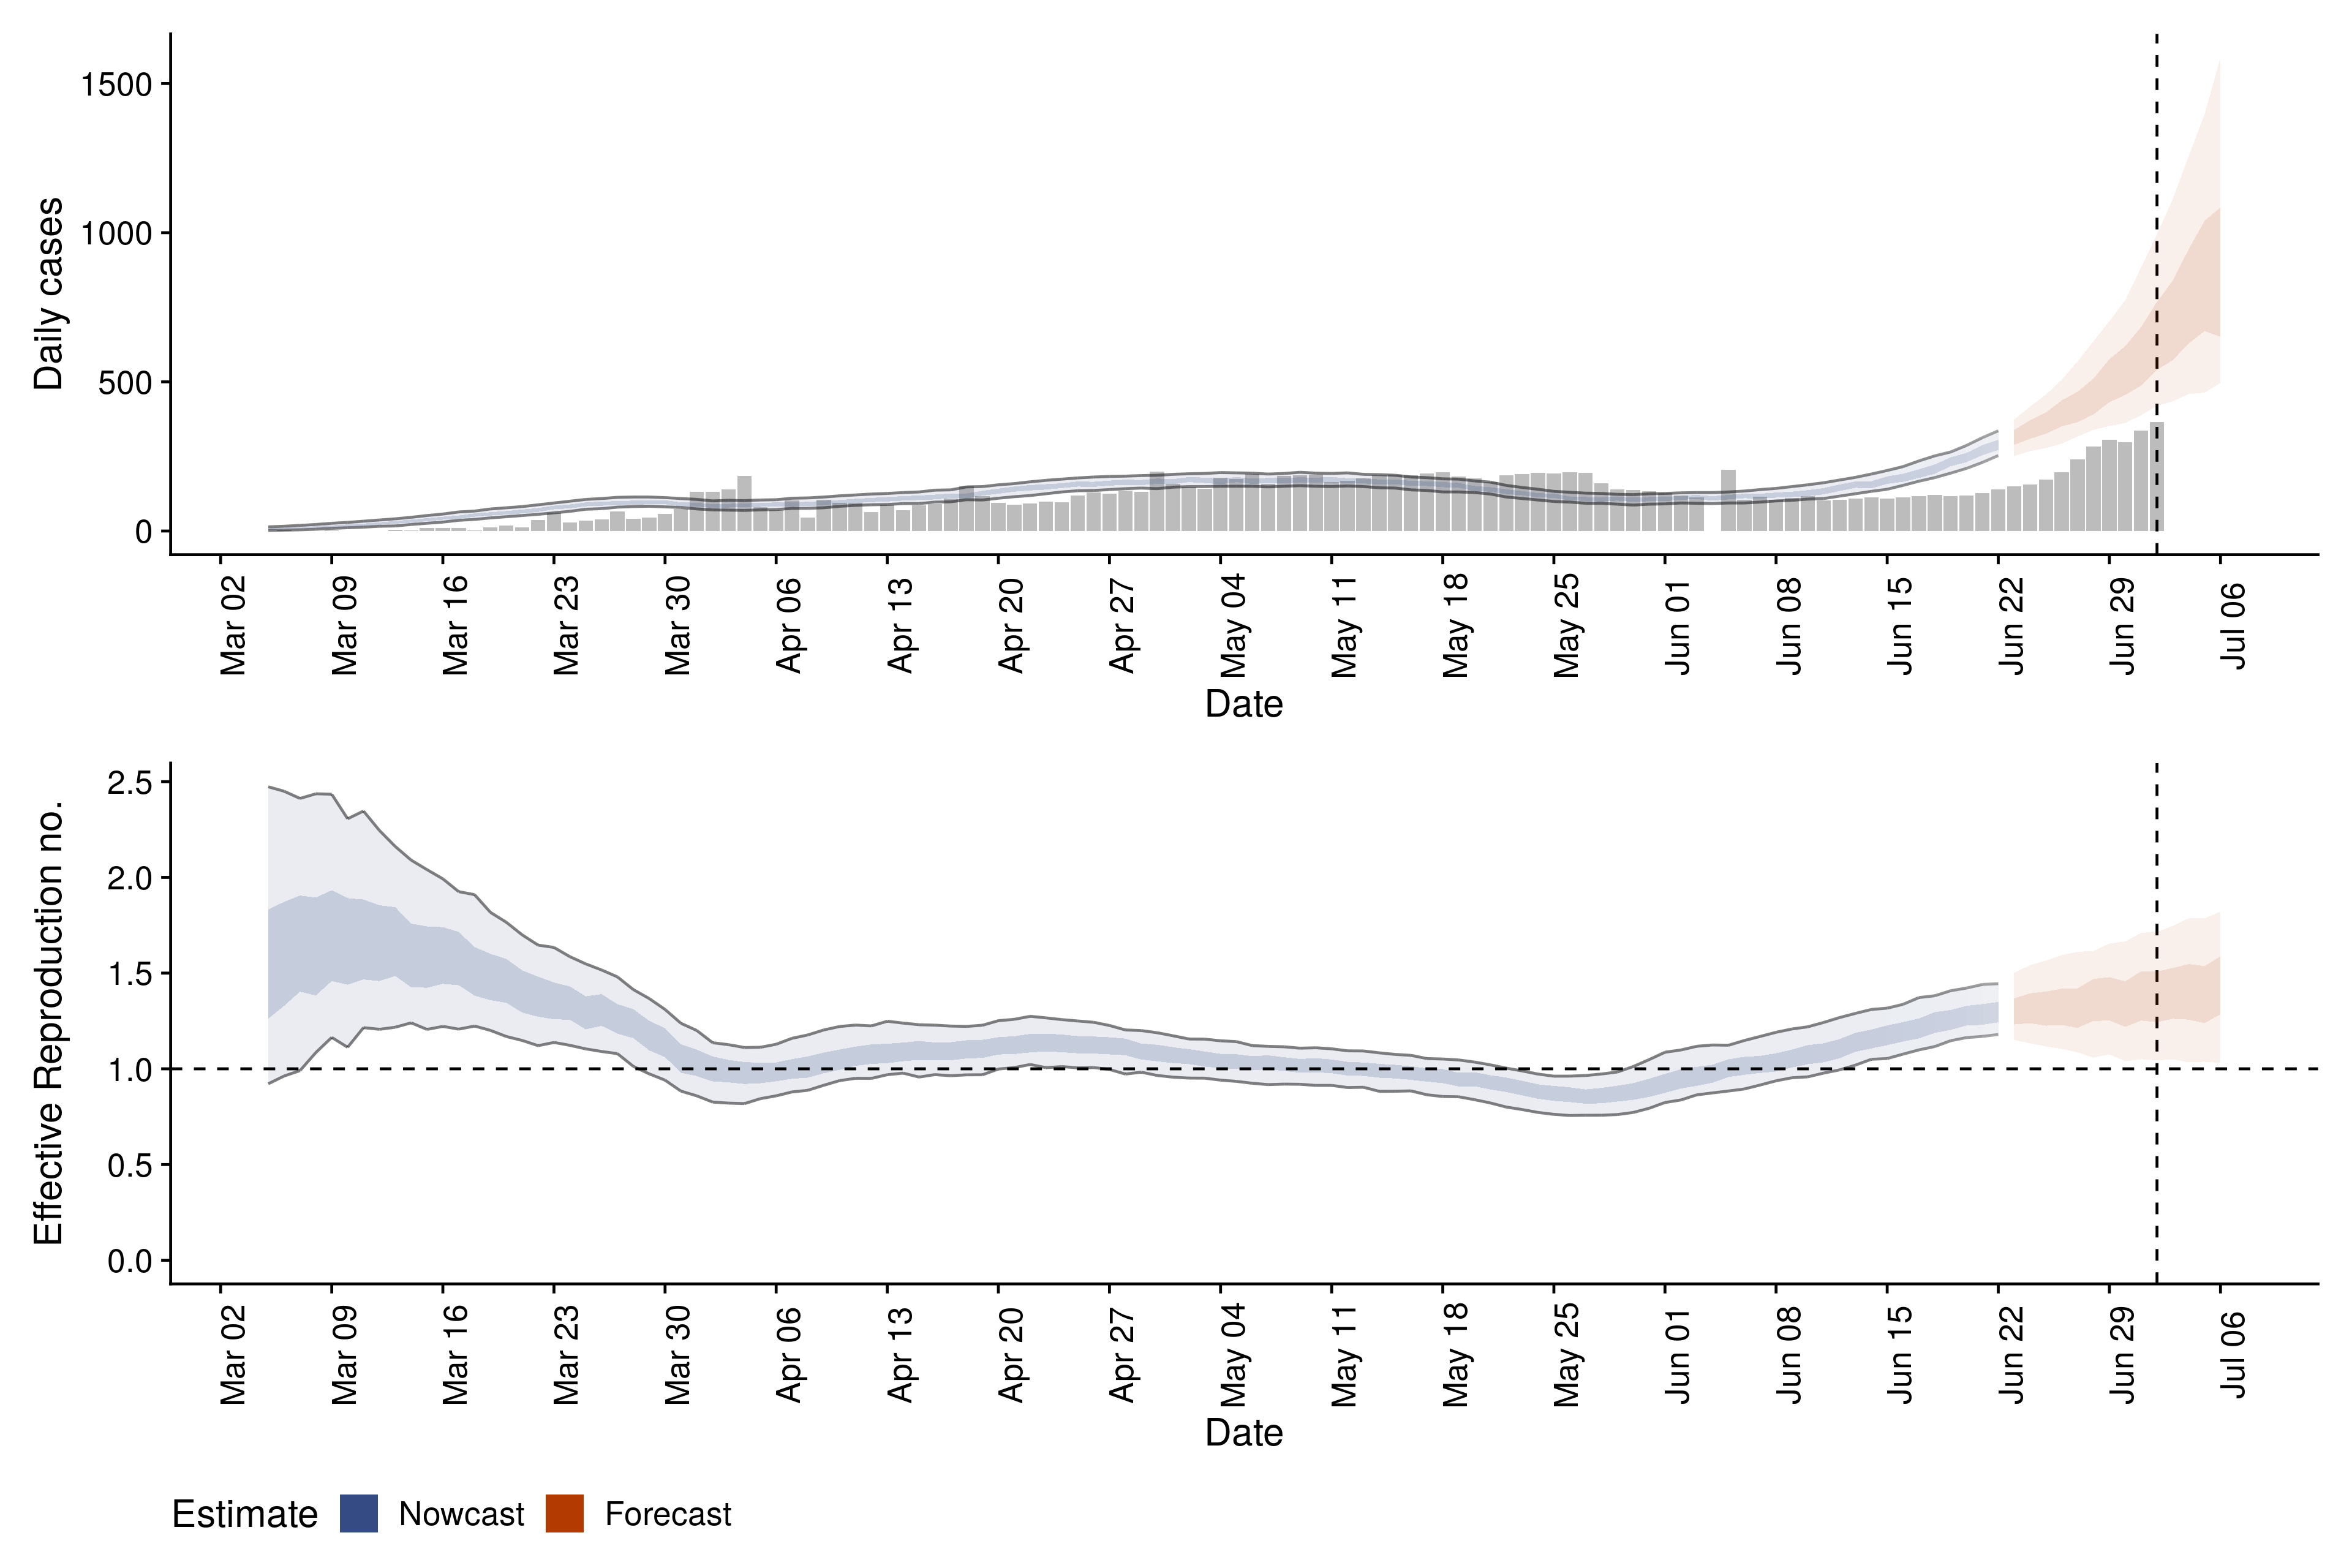 Daily cases
1500
1000
500
0
Mar 02 Mar 09 Mar 16 Mar 23 Mar 30 Apr 06 Apr 13 Apr 20 Apr 27 May 04 May 11 May 18 May 25 Jun 01 Jun 08 Jun 15 Jun 22 Jun 29 Jul 06
Date
Effective Reproduction no.
2.5
2.0
1.5
1.0
0.5
0.0
Mar 02 Mar 09 Mar 16 Mar 23 Mar 30 Apr 06 Apr 13 Apr 20 Apr 27 May 04 May 11 May 18 May 25 Jun 01 Jun 08 Jun 15 Jun 22 Jun 29 Jul 06
Date
Estimate Nowcast Forecast